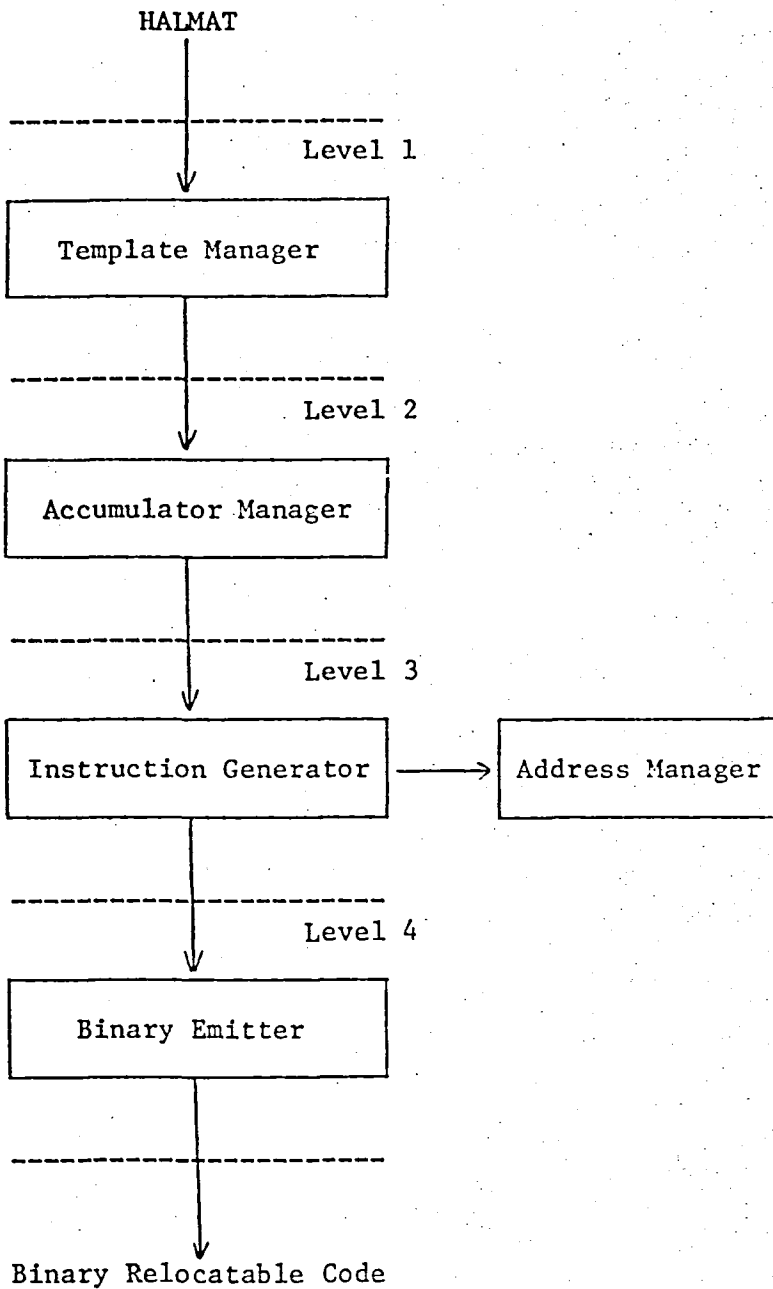 HALMAT
Level 1
Template Manager
Level 2
Accumulator Manager
Level 3
Instruction Generator
Address Manager
Level 4
Binary Emitter
Binary Relocatable Code